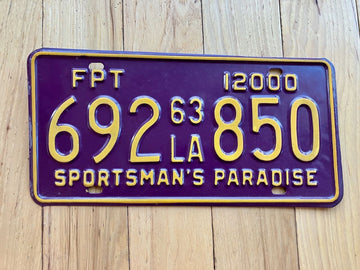 FPT 12000
692 63 LA 850
SPORTSMAN'S PARADISE